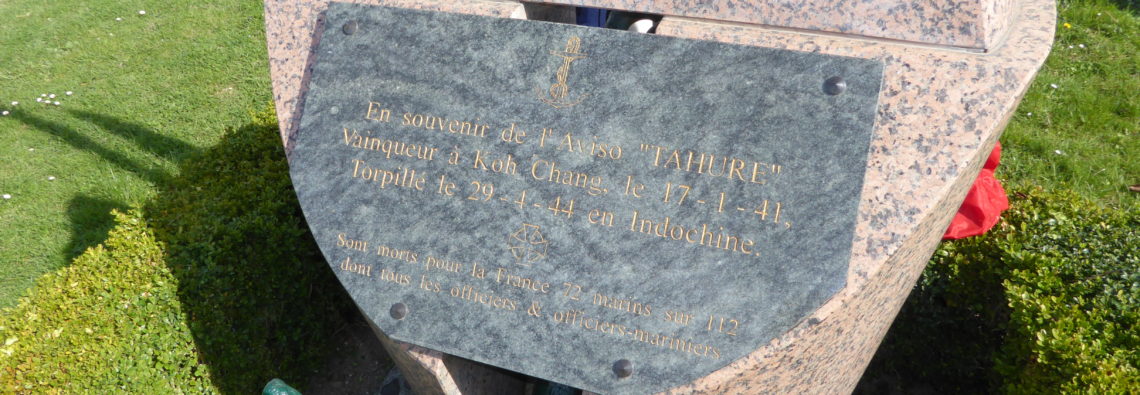 En souvenir de l'Aviso "TAHURE"
Vainqueur à Koh Chang, le 17-1-41,
Torpillé le 29-4-44 en Indochine.
Sont morts pour la France 72 marins sur 112
dont tous les officiers & officiers-mariniers